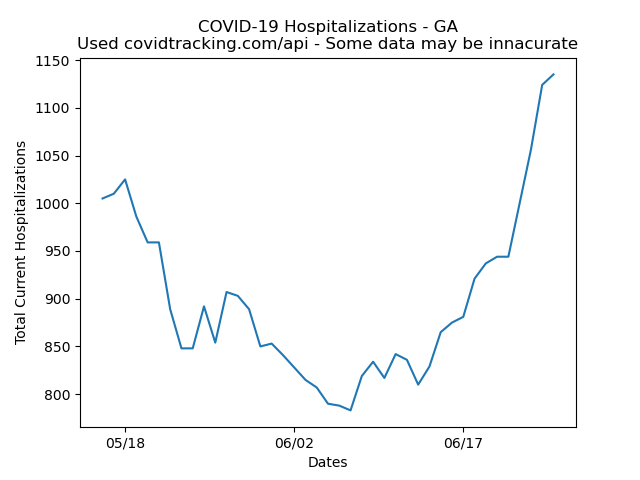 COVID-19 Hospitalizations - GA
Used covidtracking.com/api - Some data may be innacurate
1150
1100
1050
1000
950
900
850
800
Total Current Hospitalizations
05/18
06/02
06/17
Dates